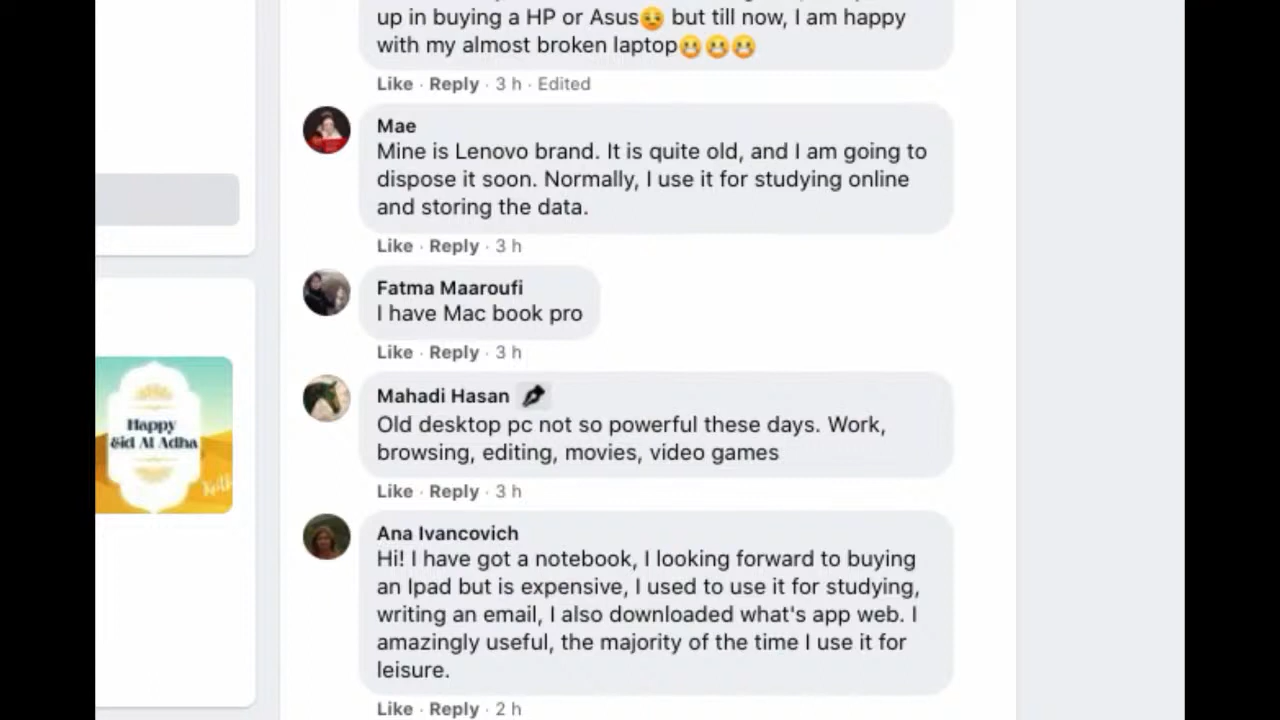 up in buying a HP or Asus🥺 but till now, I am happy
with my almost broken laptop😬😬😬
Like · Reply · 3 h · Edited
Mae
Mine is Lenovo brand. It is quite old, and I am going to
dispose it soon. Normally, I use it for studying online
and storing the data.
Like · Reply · 3 h
Fatma Maaroufi
I have Mac book pro
Like · Reply · 3 h
Mahadi Hasan
Old desktop pc not so powerful these days. Work,
browsing, editing, movies, video games
Like · Reply · 3 h
Happy
Eid Al Adha
Ana Ivancovich
Hi! I have got a notebook, I looking forward to buying
an Ipad but is expensive, I used to use it for studying,
writing an email, I also downloaded what's app web. I
amazingly useful, the majority of the time I use it for
leisure.
Like · Reply · 2 h